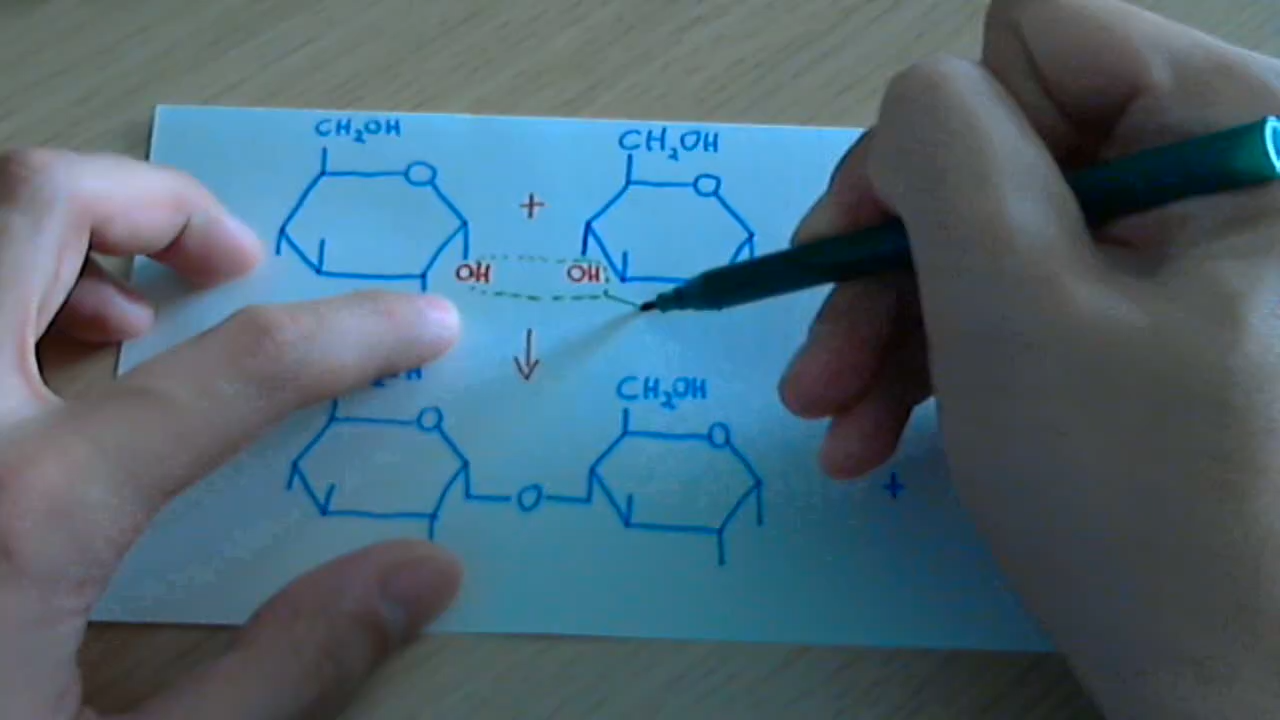 CH₂OH CH₂OH
O O
+
OH OH
CH₂OH
O O
O
+